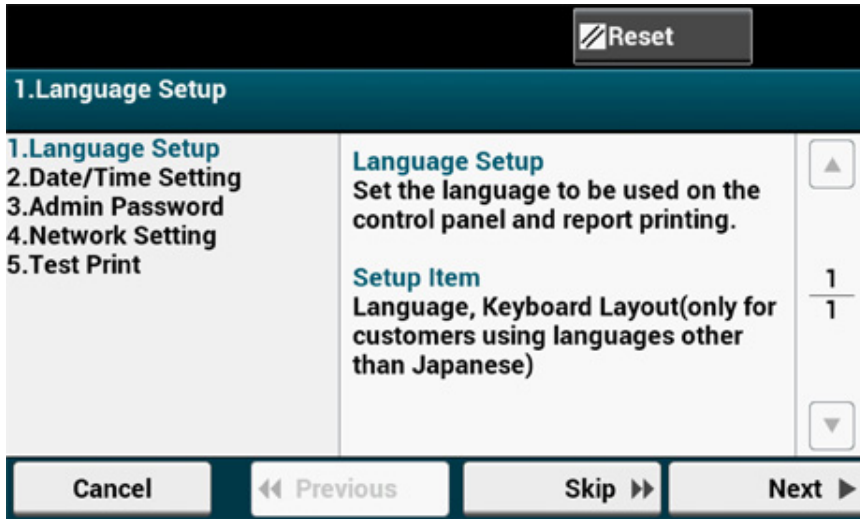 Reset
1.Language Setup
1.Language Setup
2.Date/Time Setting
3.Admin Password
4.Network Setting
5.Test Print
Language Setup
Set the language to be used on the
control panel and report printing.
Setup Item
Language, Keyboard Layout(only for
customers using languages other
than Japanese)
1
1
Cancel
Previous
Skip
Next